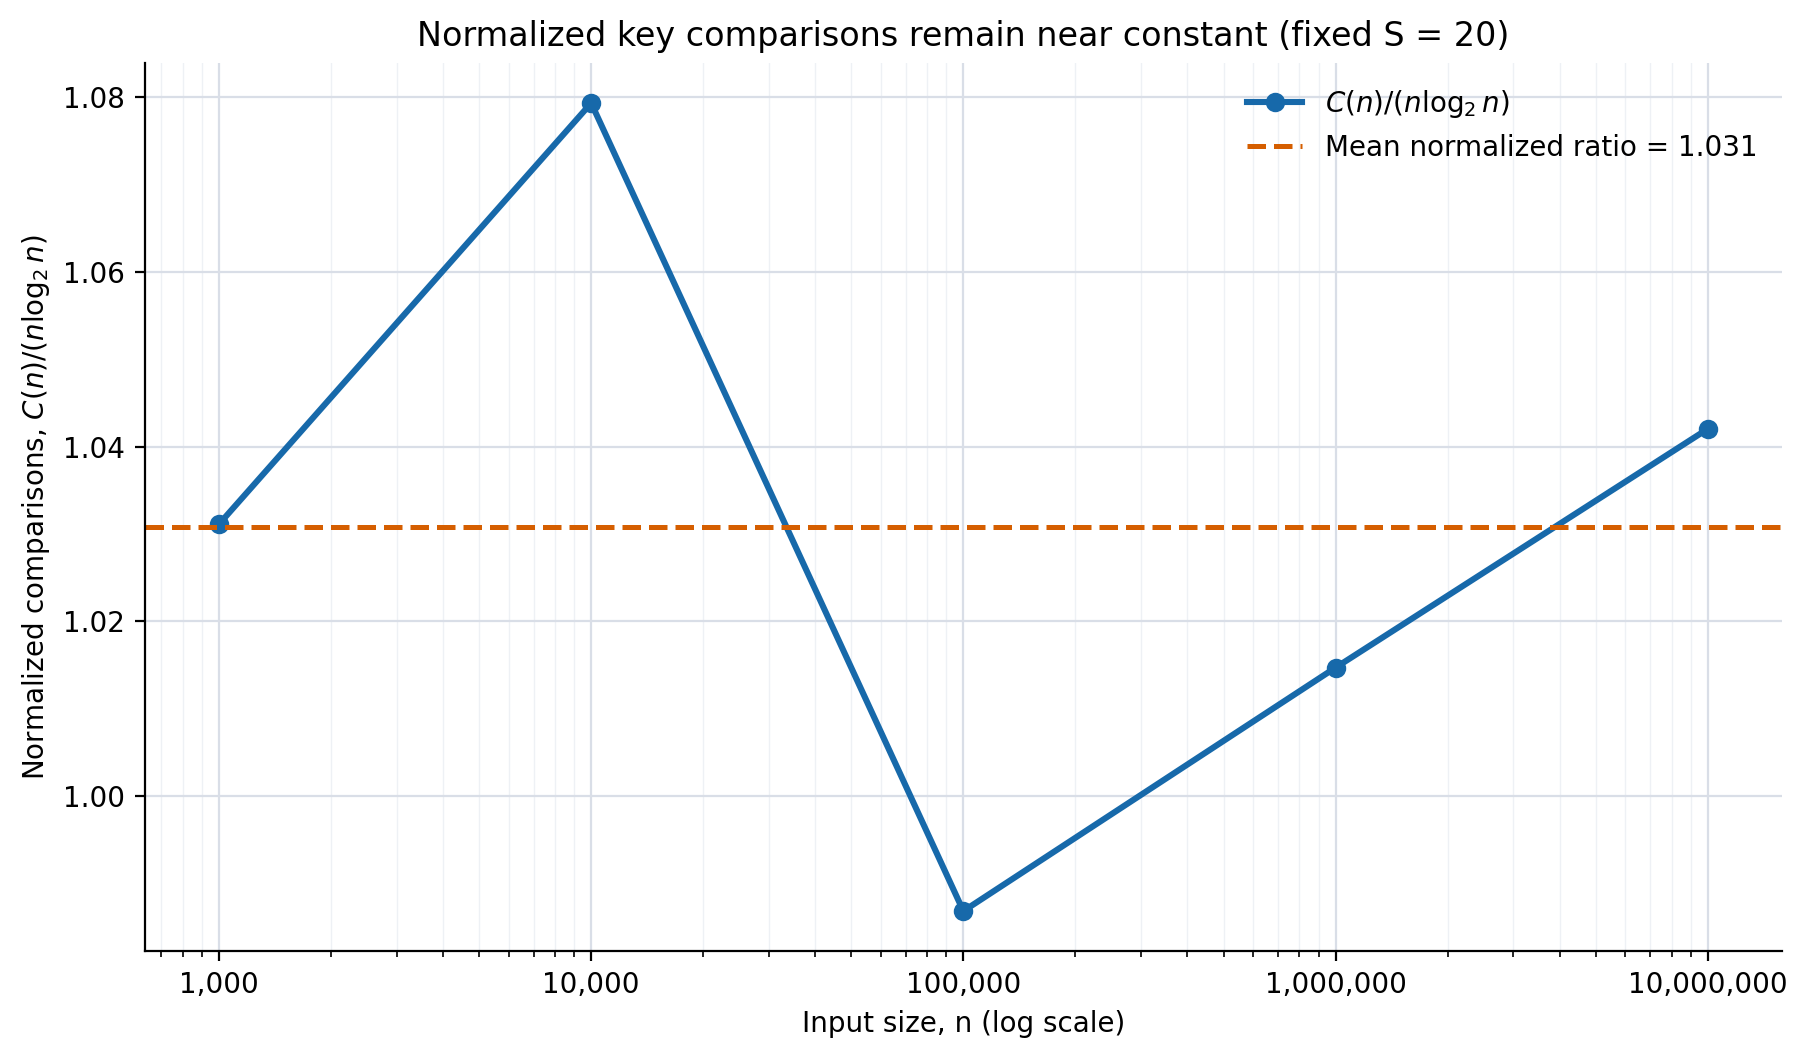 Normalized key comparisons remain near constant (fixed S = 20)
C(n)/(n log₂ n)
Mean normalized ratio = 1.031
Normalized comparisons, C(n)/(n log₂ n)
1.08
1.06
1.04
1.02
1.00
1,000
10,000
100,000
1,000,000
10,000,000
Input size, n (log scale)